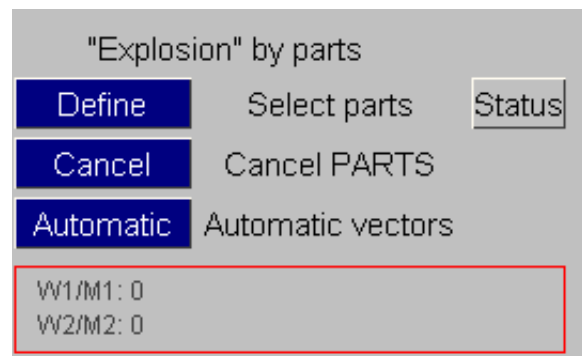 "Explosion" by parts
Define Select parts Status
Cancel Cancel PARTS
Automatic Automatic vectors
W1/M1: 0
W2/M2: 0